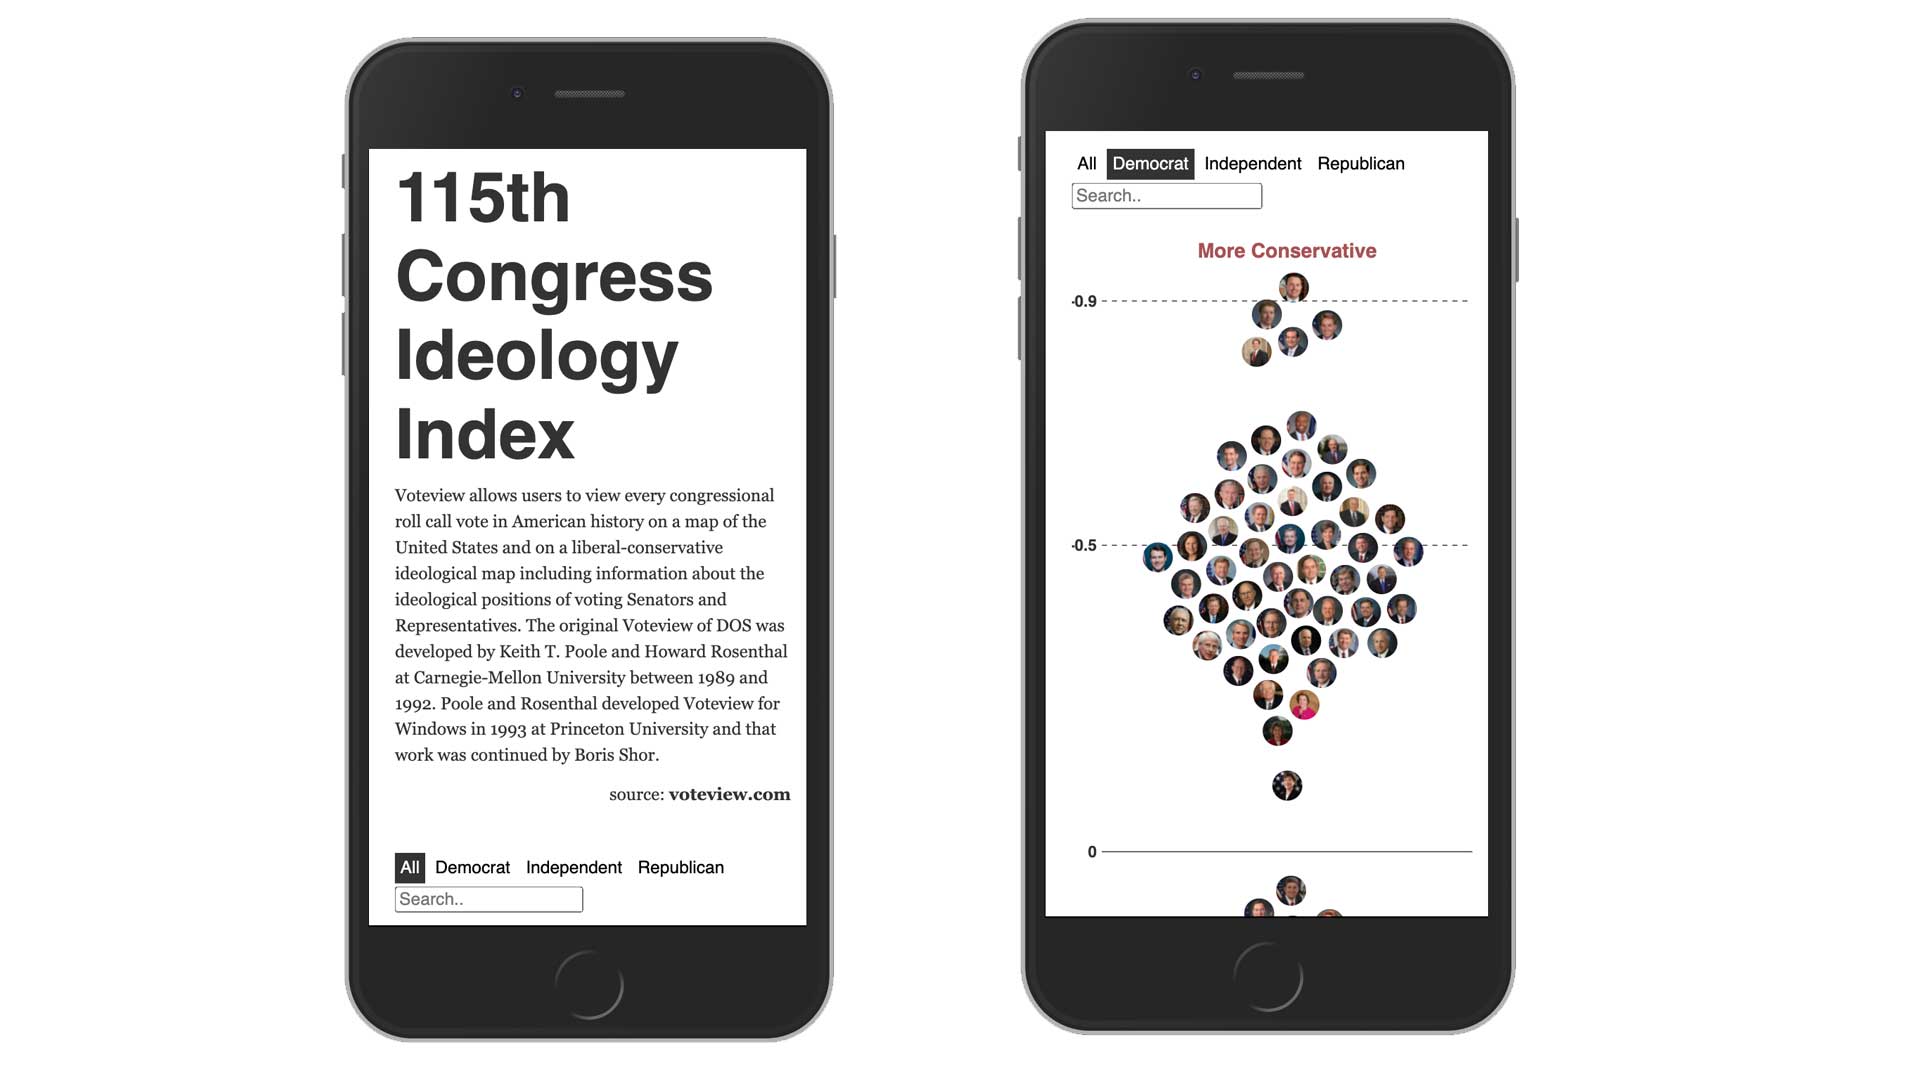 115th
Congress
Ideology
Index
Voteview allows users to view every congressional
roll call vote in American history on a map of the
United States and on a liberal-conservative
ideological map including information about the
ideological positions of voting Senators and
Representatives. The original Voteview of DOS was
developed by Keith T. Poole and Howard Rosenthal
at Carnegie-Mellon University between 1989 and
1992. Poole and Rosenthal developed Voteview for
Windows in 1993 at Princeton University and that
work was continued by Boris Shor.
source: voteview.com
All Democrat Independent Republican
Search..
All Democrat Independent Republican
Search..
More Conservative
-0.9
-0.5
0